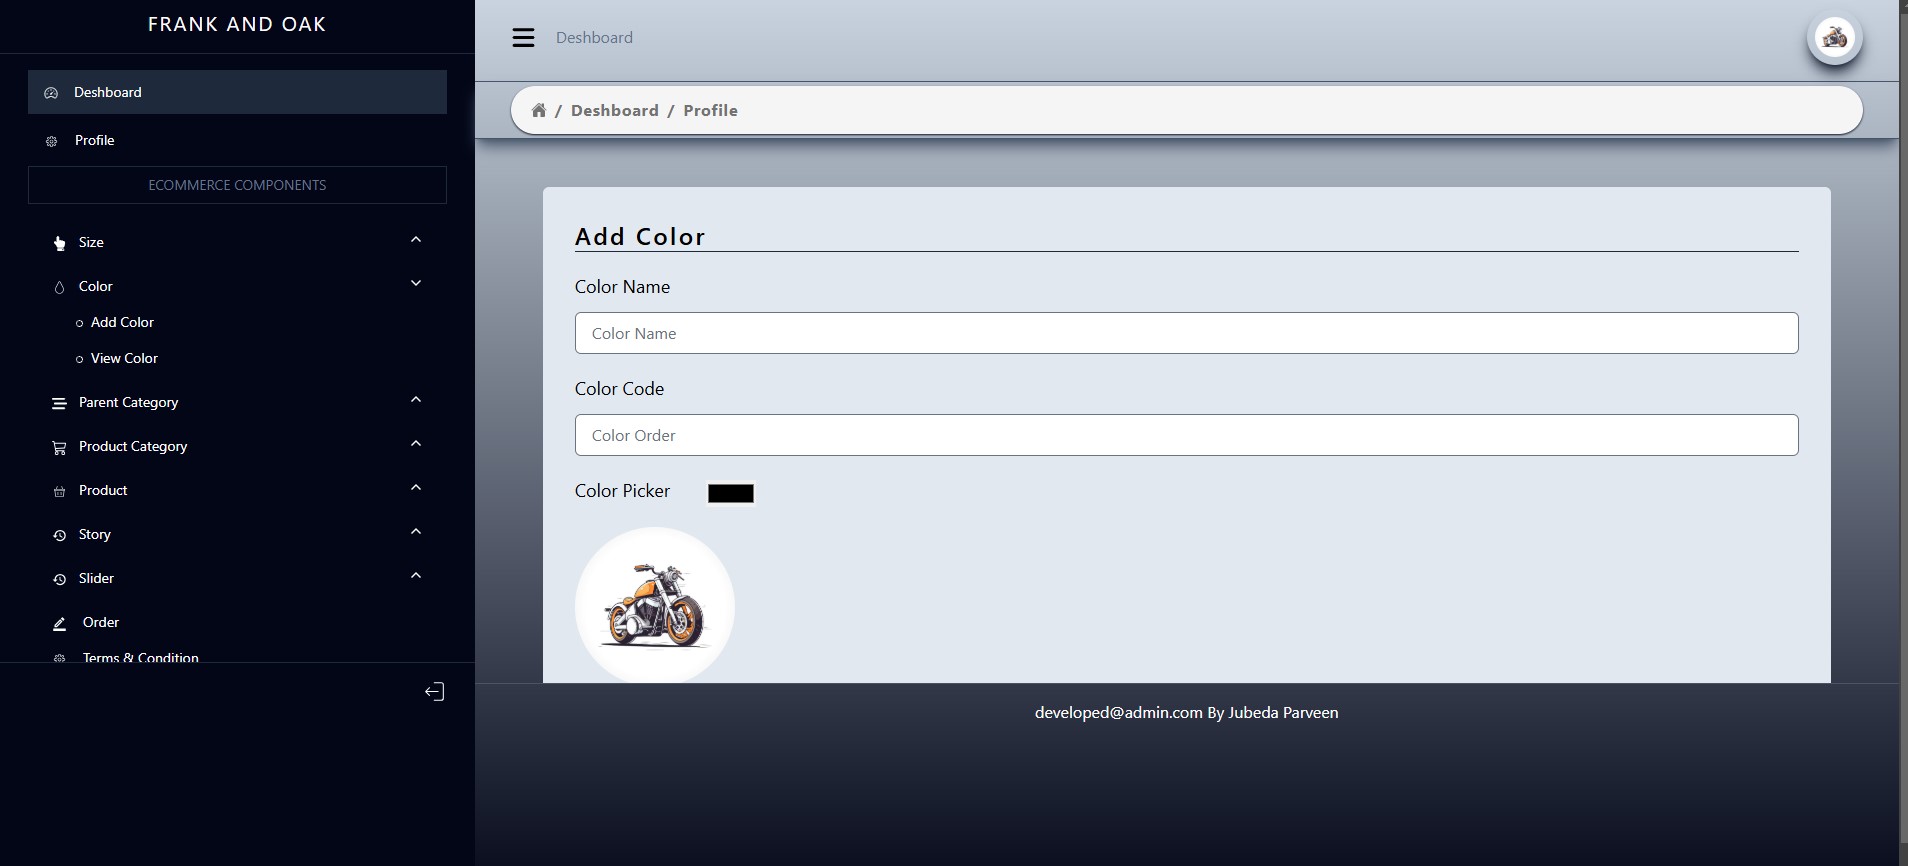 FRANK AND OAK
Deshboard
Profile
ECOMMERCE COMPONENTS
Size
Color
Add Color
View Color
Parent Category
Product Category
Product
Story
Slider
Order
Terms & Condition
Deshboard
/ Deshboard / Profile
Add Color
Color Name
Color Name
Color Code
Color Order
Color Picker
developed@admin.com By Jubeda Parveen